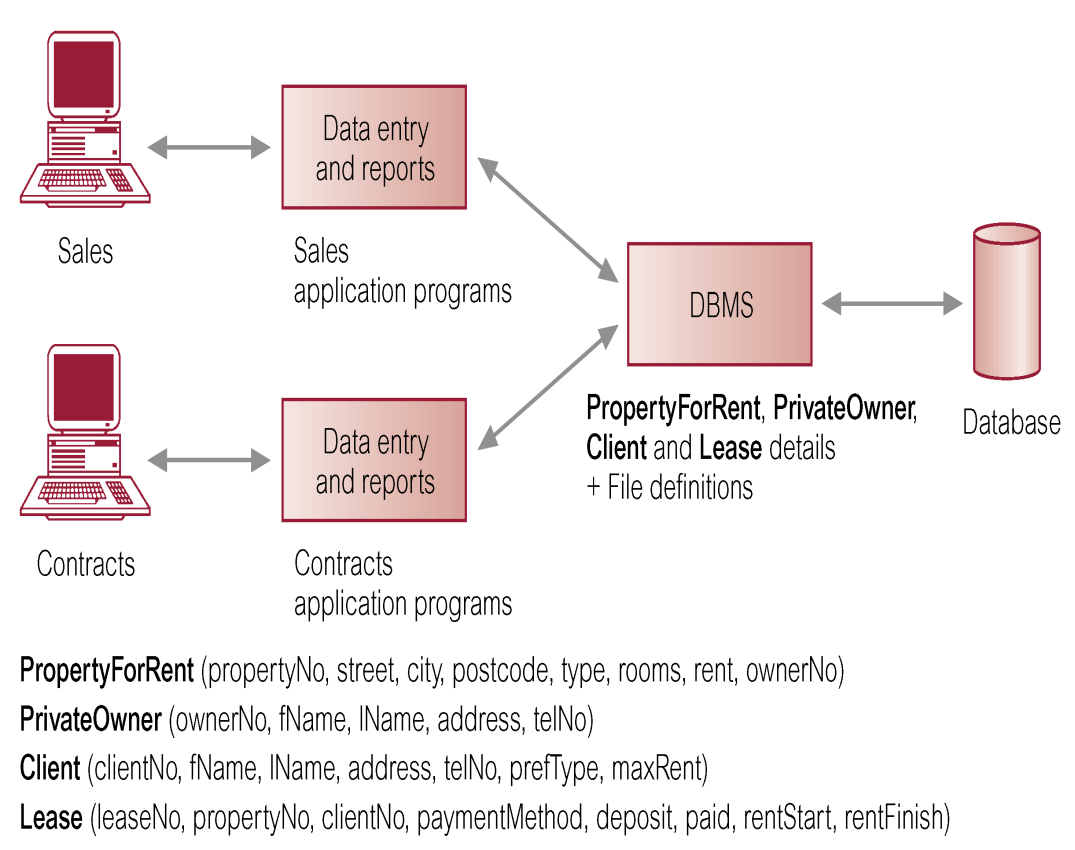 Data entry
and reports
Sales
Sales
application programs
DBMS
PropertyForRent, PrivateOwner,
Client and Lease details
+ File definitions
Database
Data entry
and reports
Contracts
Contracts
application programs
PropertyForRent (propertyNo, street, city, postcode, type, rooms, rent, ownerNo)
PrivateOwner (ownerNo, fName, lName, address, telNo)
Client (clientNo, fName, lName, address, telNo, prefType, maxRent)
Lease (leaseNo, propertyNo, clientNo, paymentMethod, deposit, paid, rentStart, rentFinish)